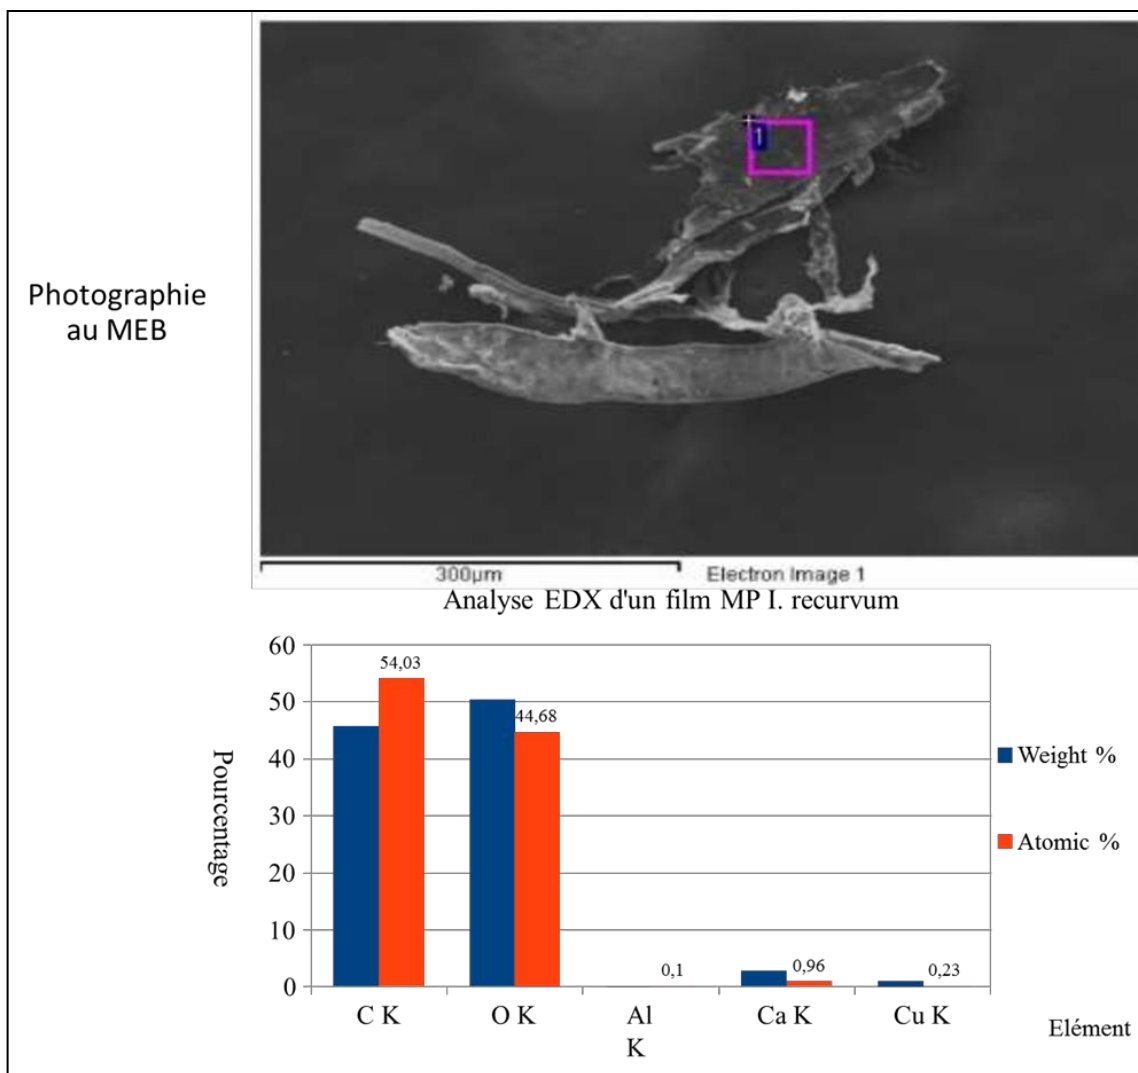 Photographie
au MEB
1
300µm
Electron Image 1
Analyse EDX d'un film MP I. recurvum
60
50
40
30
20
10
0
Pourcentage
54,03
44,68
0,1
0,96
0,23
C K
O K
Al
K
Ca K
Cu K
Elément
Weight %
Atomic %